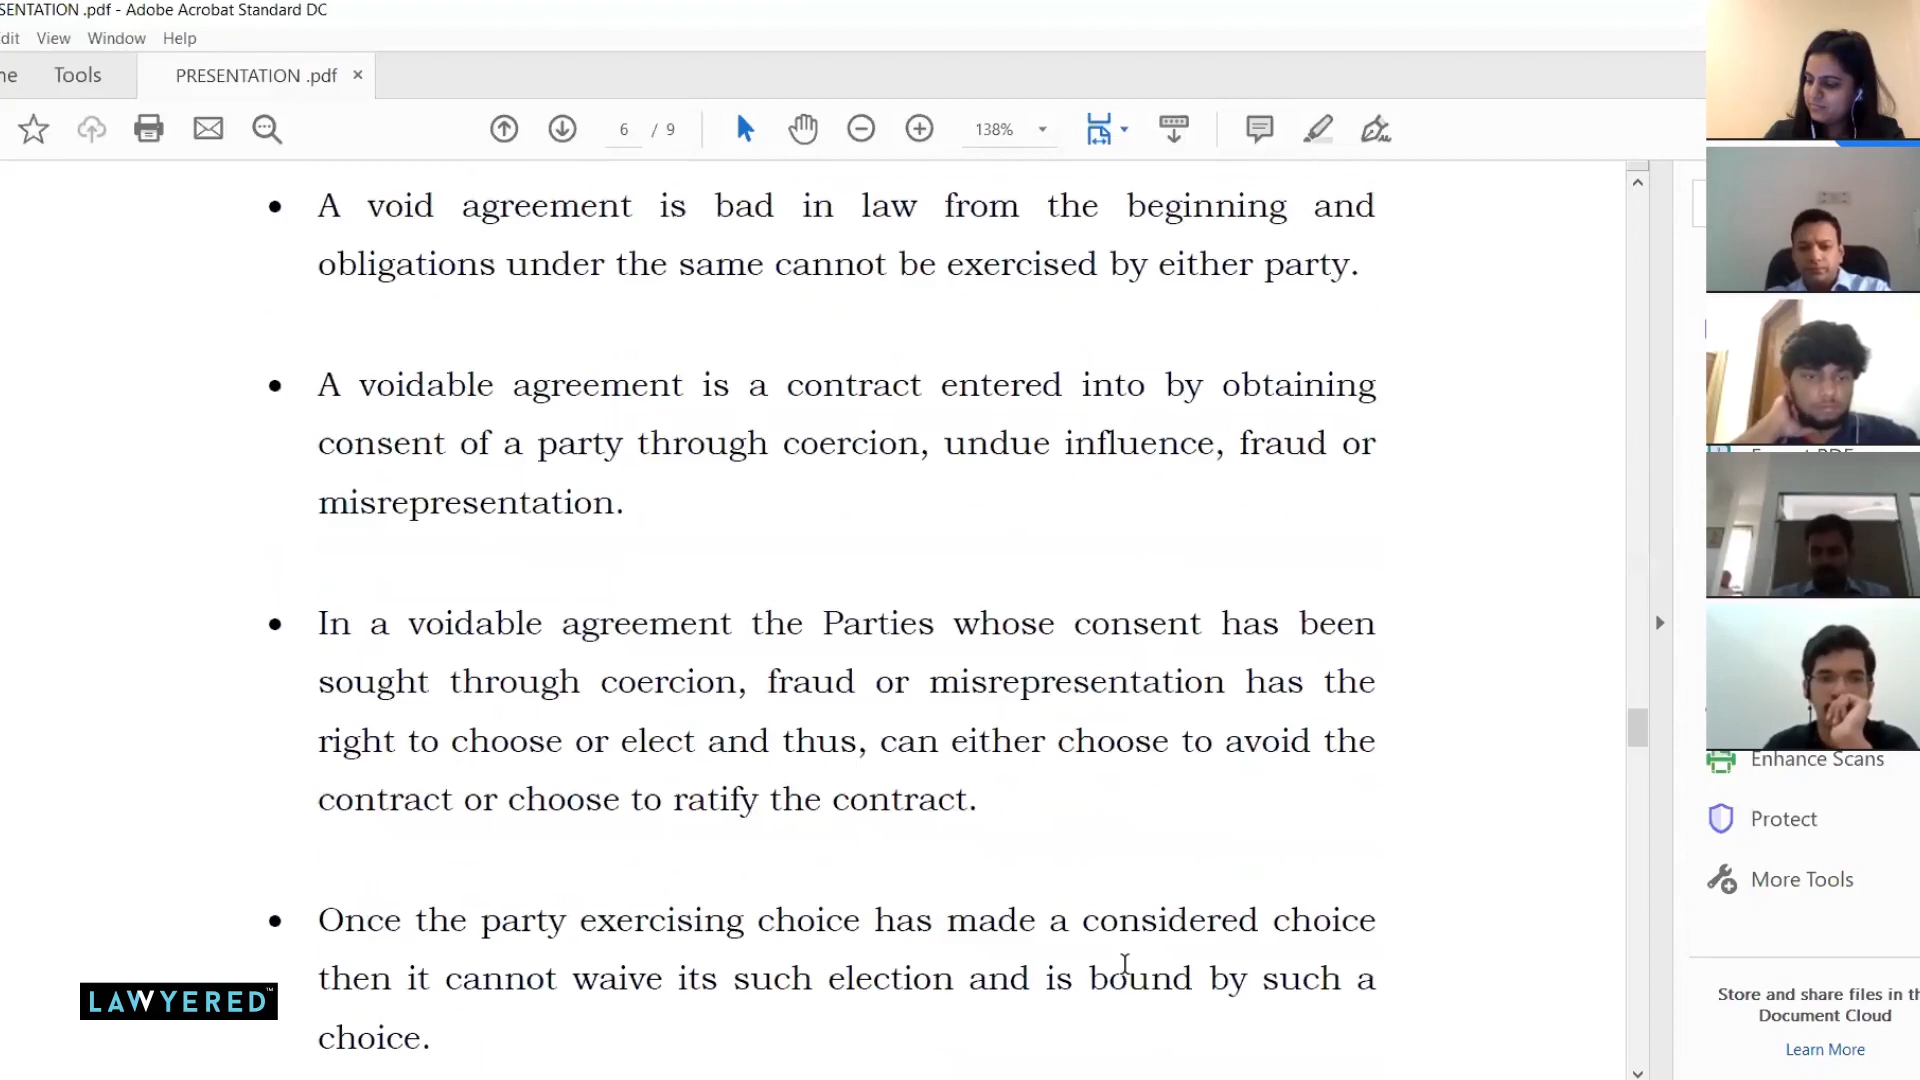 SENTATION .pdf - Adobe Acrobat Standard DC
dit View Window Help
me Tools PRESENTATION .pdf ×
6 / 9 138%
• A void agreement is bad in law from the beginning and
obligations under the same cannot be exercised by either party.
• A voidable agreement is a contract entered into by obtaining
consent of a party through coercion, undue influence, fraud or
misrepresentation.
• In a voidable agreement the Parties whose consent has been
sought through coercion, fraud or misrepresentation has the
right to choose or elect and thus, can either choose to avoid the
contract or choose to ratify the contract.
• Once the party exercising choice has made a considered choice
then it cannot waive its such election and is bound by such a
choice.
LAWYERED™
Enhance Scans
Protect
More Tools
Store and share files in th
Document Cloud
Learn More